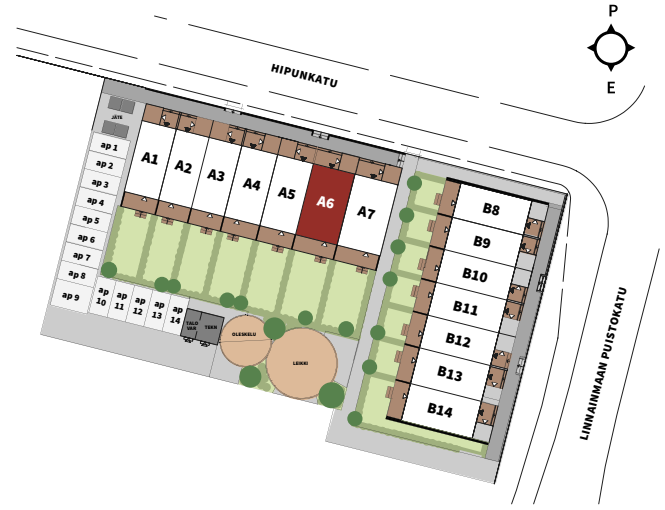 P
E
HIPUNKATU
LINNAINMAAN PUISTOKATU
JÄTE
ap 1
ap 2
ap 3
ap 4
ap 5
ap 6
ap 7
ap 8
ap 9
ap 10
ap 11
ap 12
ap 13
ap 14
A1
A2
A3
A4
A5
A6
A7
B8
B9
B10
B11
B12
B13
B14
TALO
VAR
TEKN
OLESKELU
LEIKKI